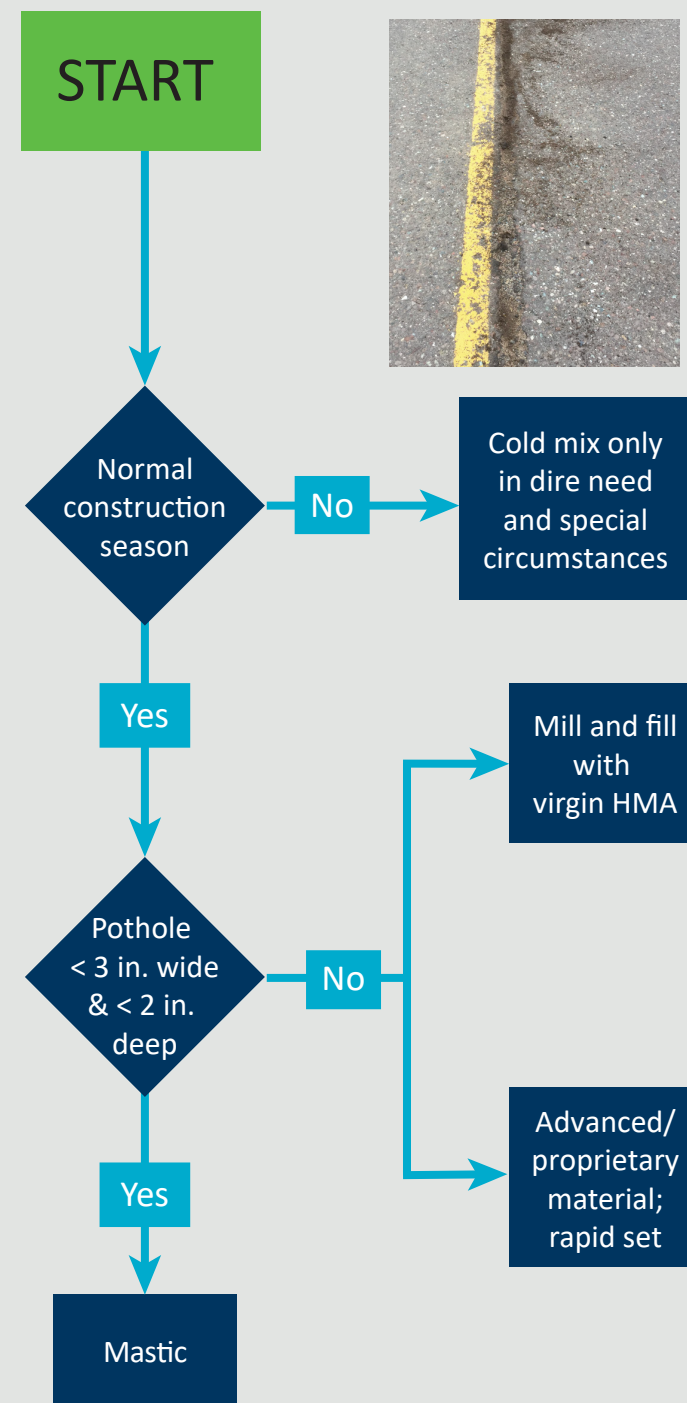 START
Normal
construction
season
No
Cold mix only
in dire need
and special
circumstances
Yes
Pothole
< 3 in. wide
& < 2 in.
deep
No
Mill and fill
with
virgin HMA
Advanced/
proprietary
material;
rapid set
Yes
Mastic